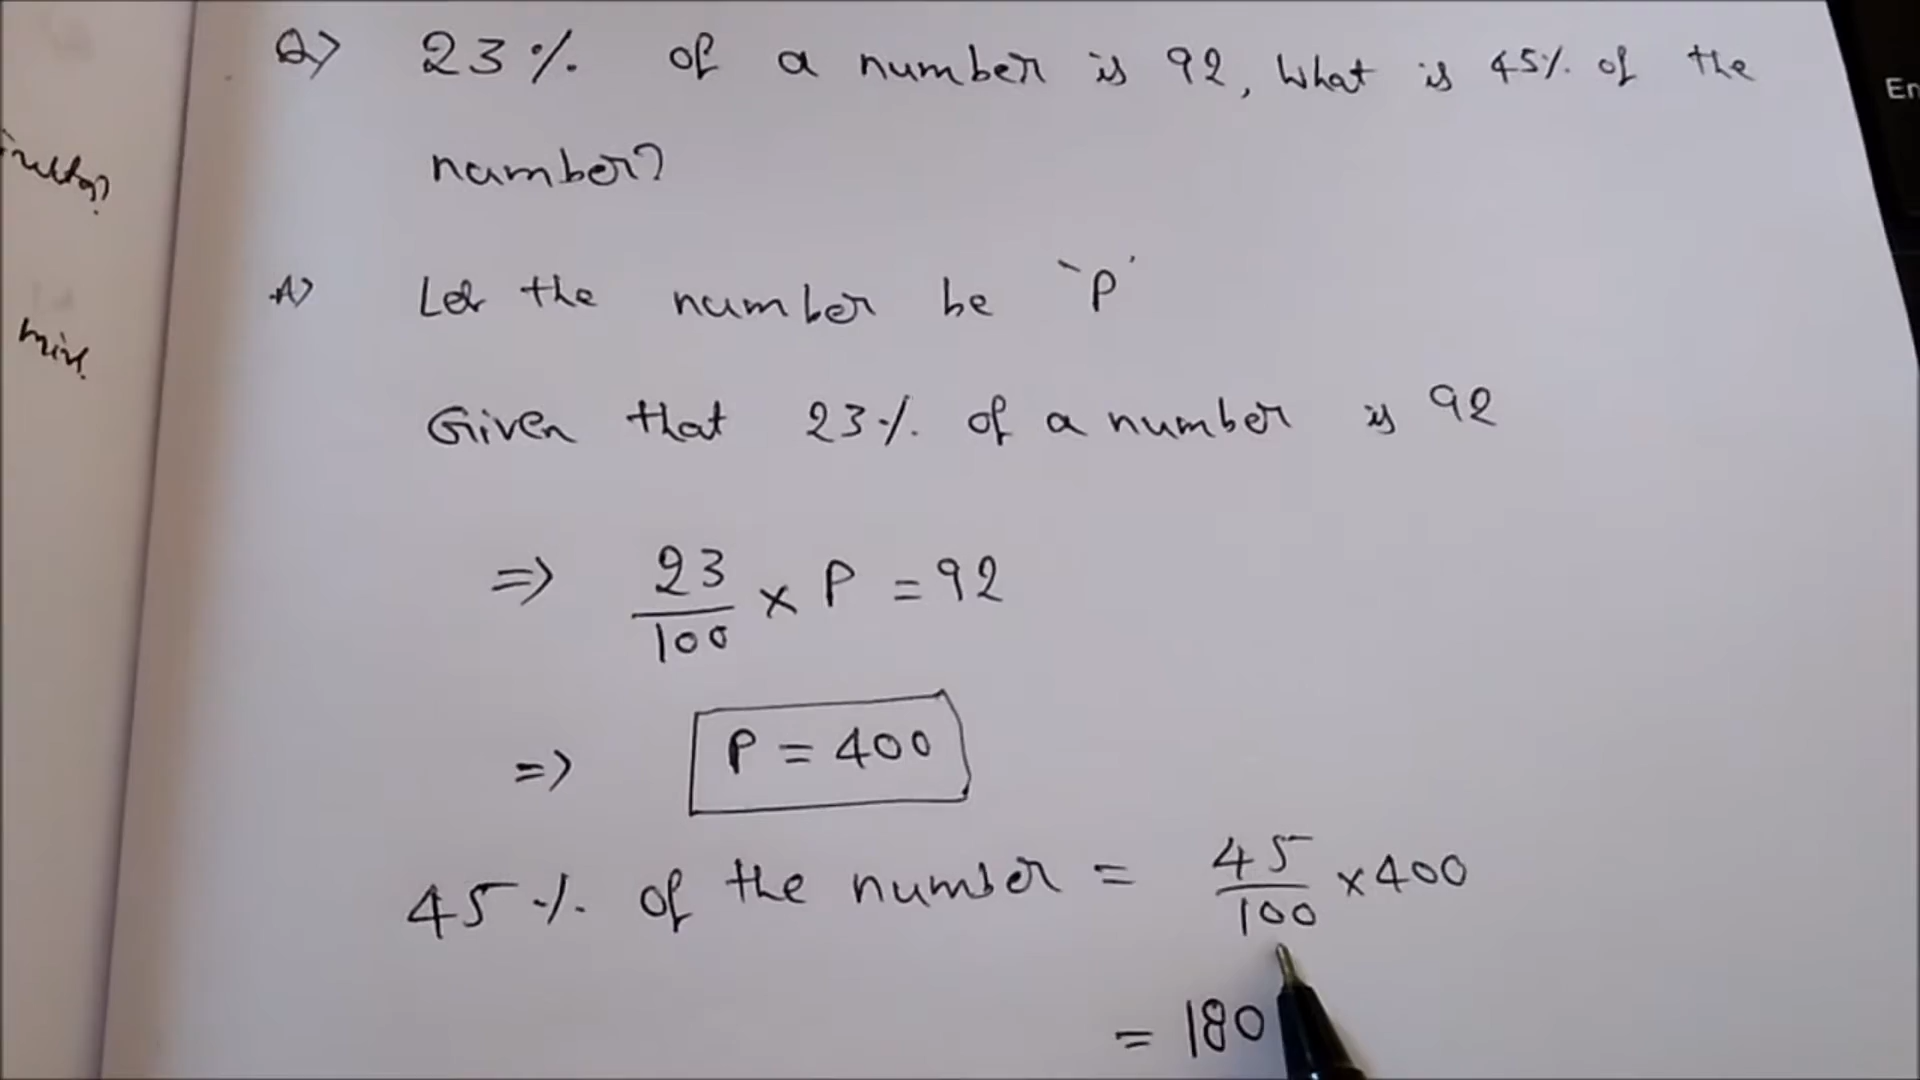 Q) 23% of a number is 92, What is 45% of the
number?
A) Let the number be `P'
Given that 23% of a number is 92
=> 23/100 x P = 92
=> P = 400
45% of the number = 45/100 x 400
= 180
En